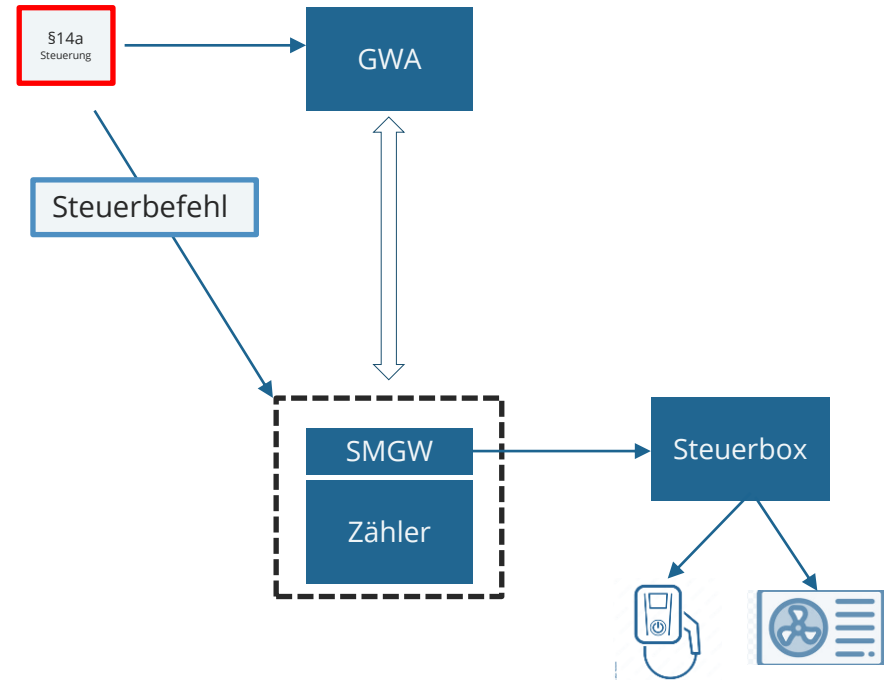 §14a
Steuerung
GWA
Steuerbefehl
SMGW
Steuerbox
Zähler